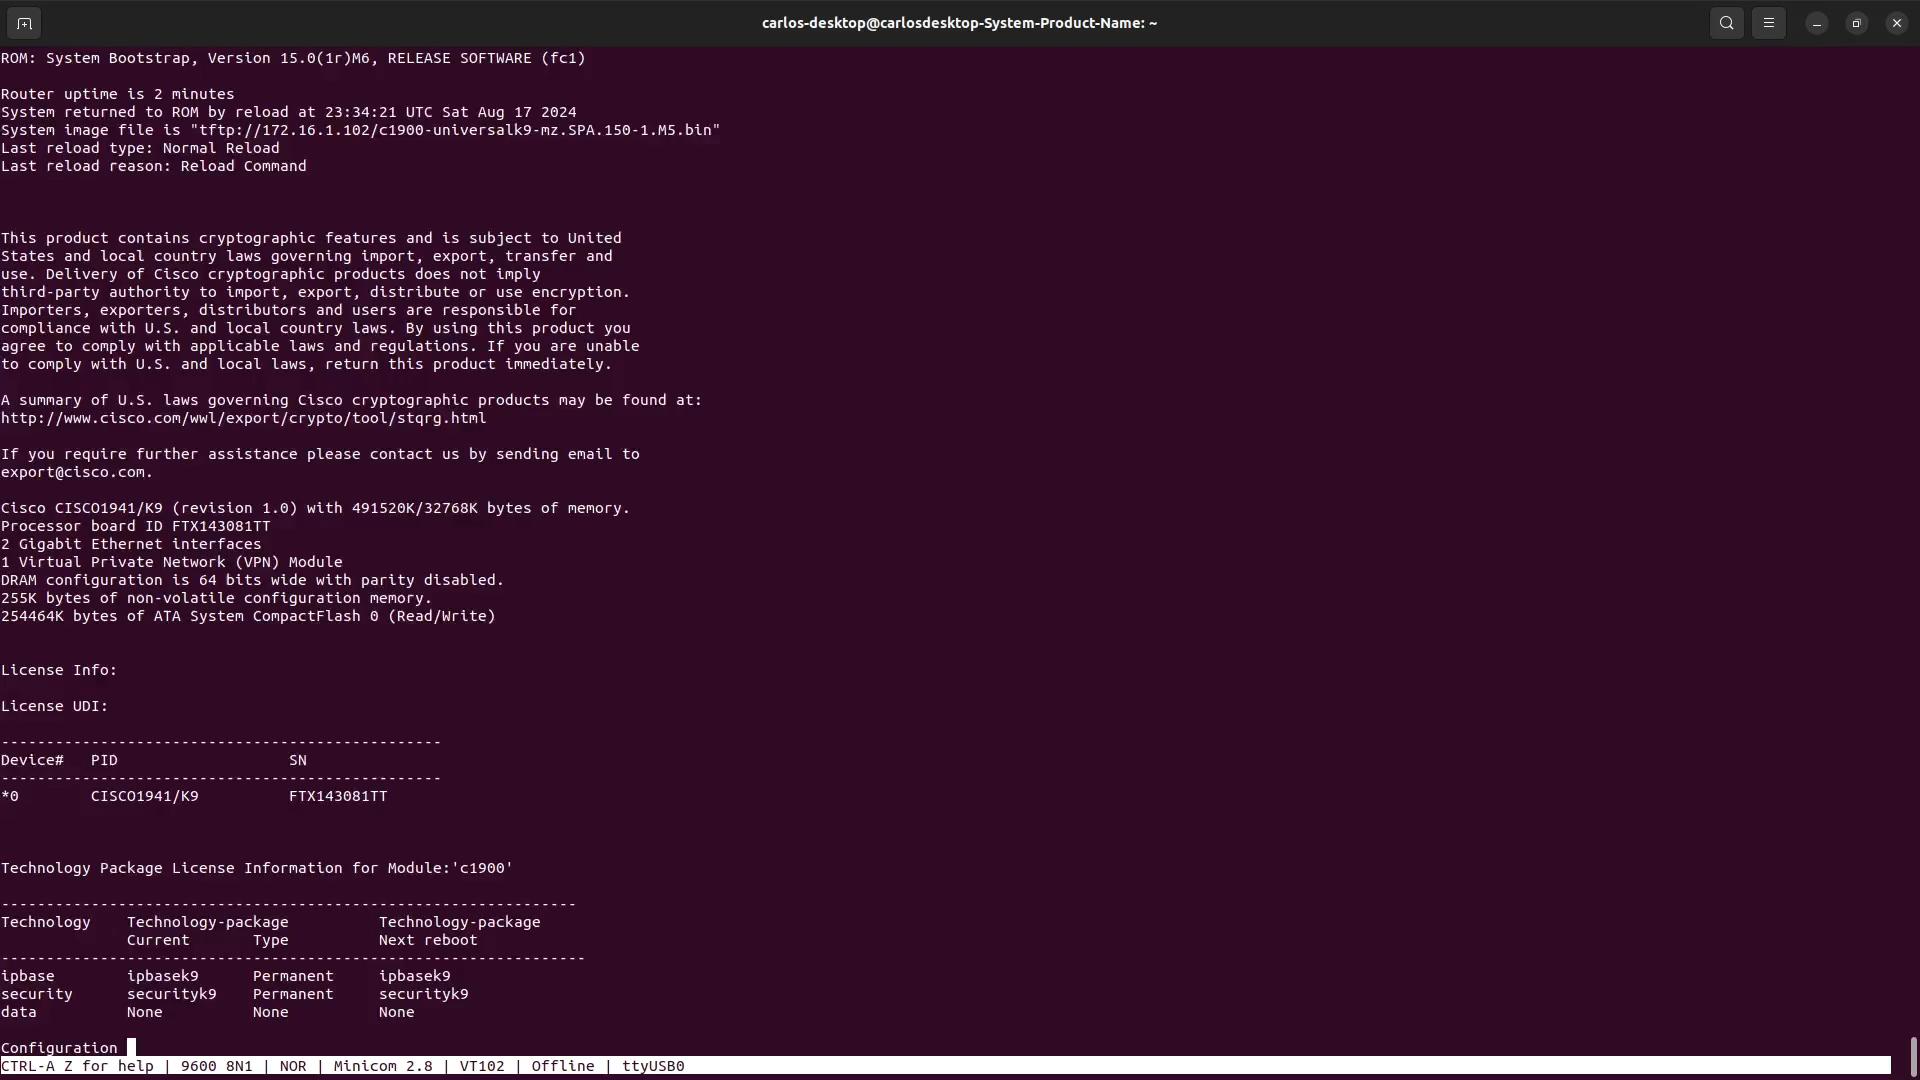 carlos-desktop@carlosdesktop-System-Product-Name: ~
ROM: System Bootstrap, Version 15.0(1r)M6, RELEASE SOFTWARE (fc1)
Router uptime is 2 minutes
System returned to ROM by reload at 23:34:21 UTC Sat Aug 17 2024
System image file is "tftp://172.16.1.102/c1900-universalk9-mz.SPA.150-1.M5.bin"
Last reload type: Normal Reload
Last reload reason: Reload Command
This product contains cryptographic features and is subject to United
States and local country laws governing import, export, transfer and
use. Delivery of Cisco cryptographic products does not imply
third-party authority to import, export, distribute or use encryption.
Importers, exporters, distributors and users are responsible for
compliance with U.S. and local country laws. By using this product you
agree to comply with applicable laws and regulations. If you are unable
to comply with U.S. and local laws, return this product immediately.
A summary of U.S. laws governing Cisco cryptographic products may be found at:
http://www.cisco.com/wwl/export/crypto/tool/stqrg.html
If you require further assistance please contact us by sending email to
export@cisco.com.
Cisco CISCO1941/K9 (revision 1.0) with 491520K/32768K bytes of memory.
Processor board ID FTX143081TT
2 Gigabit Ethernet interfaces
1 Virtual Private Network (VPN) Module
DRAM configuration is 64 bits wide with parity disabled.
255K bytes of non-volatile configuration memory.
254464K bytes of ATA System CompactFlash 0 (Read/Write)
License Info:
License UDI:
-------------------------------------------------
Device#   PID                   SN
-------------------------------------------------
*0        CISCO1941/K9          FTX143081TT
Technology Package License Information for Module:'c1900'
----------------------------------------------------------------
Technology    Technology-package          Technology-package
              Current       Type          Next reboot
-----------------------------------------------------------------
ipbase        ipbasek9      Permanent     ipbasek9
security      securityk9    Permanent     securityk9
data          None          None          None
Configuration
CTRL-A Z for help | 9600 8N1 | NOR | Minicom 2.8 | VT102 | Offline | ttyUSB0